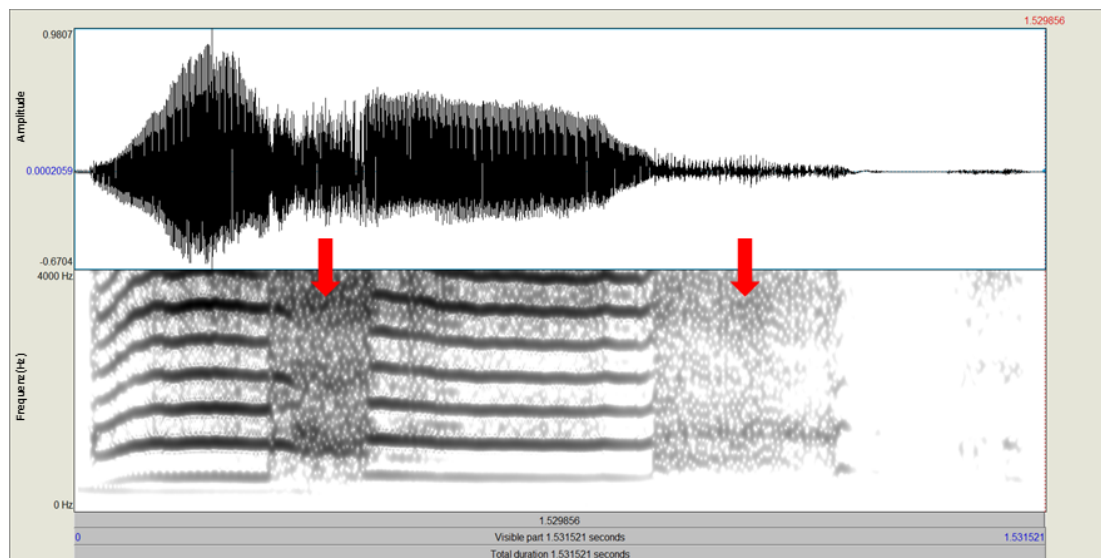 1.529856
0.9807
Amplitude
0.0002059
-0.6704
4000 Hz
Frequenz(Hz)
0 Hz
1.529856
0 Visible part 1.531521 seconds 1.531521
Total duration 1.531521 seconds